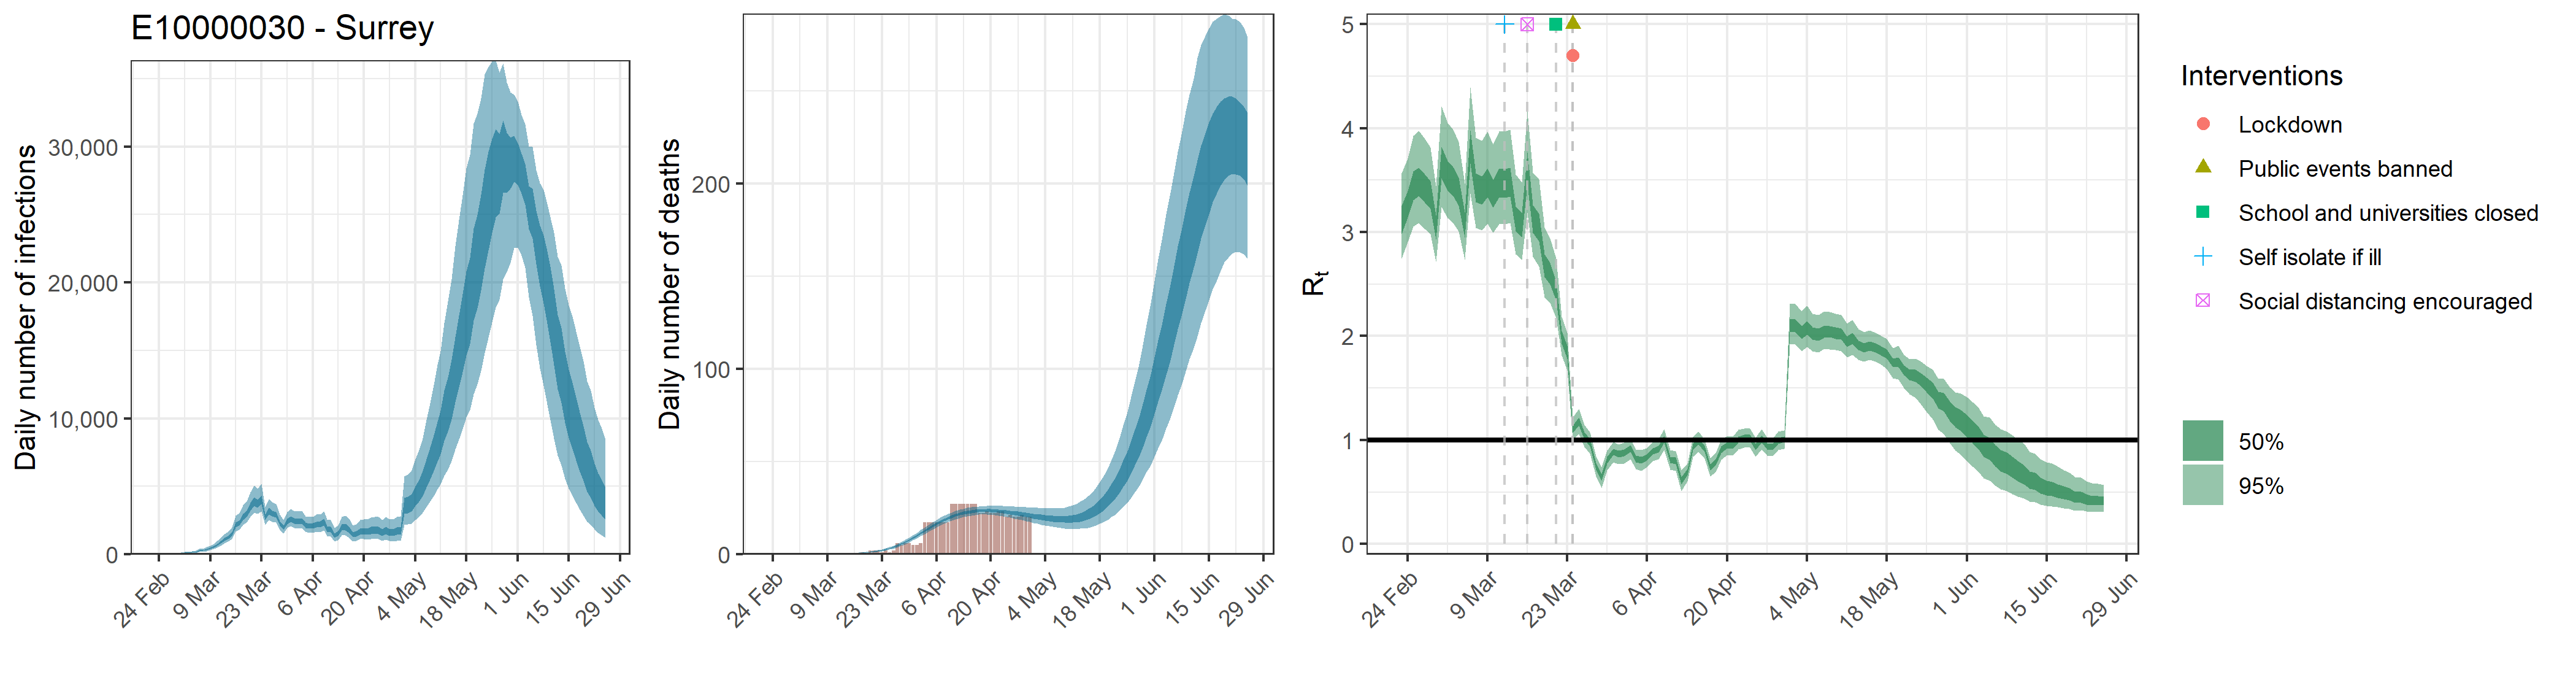 E10000030 - Surrey
Daily number of infections
30,000
20,000
10,000
0
24 Feb
9 Mar
23 Mar
6 Apr
20 Apr
4 May
18 May
1 Jun
15 Jun
29 Jun
Daily number of deaths
200
100
0
24 Feb
9 Mar
23 Mar
6 Apr
20 Apr
4 May
18 May
1 Jun
15 Jun
29 Jun
Rt
5
4
3
2
1
0
24 Feb
9 Mar
23 Mar
6 Apr
20 Apr
4 May
18 May
1 Jun
15 Jun
29 Jun
Interventions
Lockdown
Public events banned
School and universities closed
Self isolate if ill
Social distancing encouraged
50%
95%